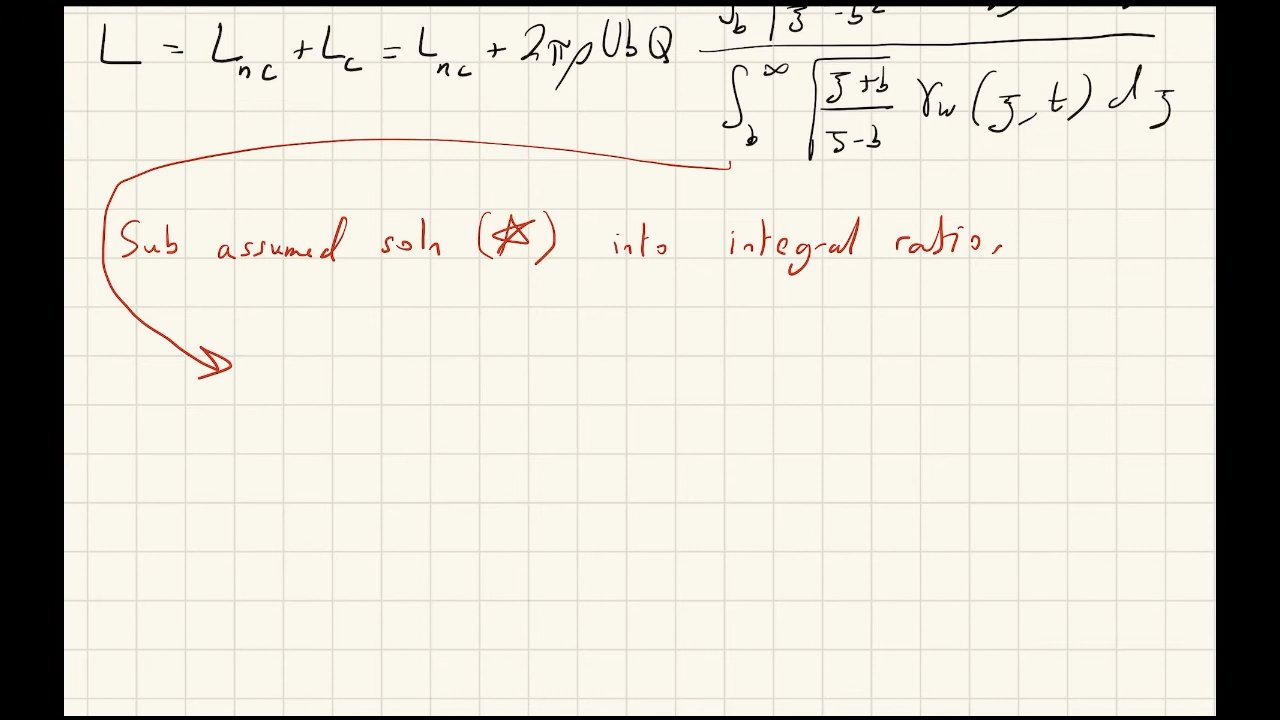 L = L_nc + L_c = L_nc + 2πρUbQ
∫_b^∞ √((ξ+b)/(ξ-b)) γ_w(ξ, t) dξ
Sub assumed soln (☆) into integral ratio,